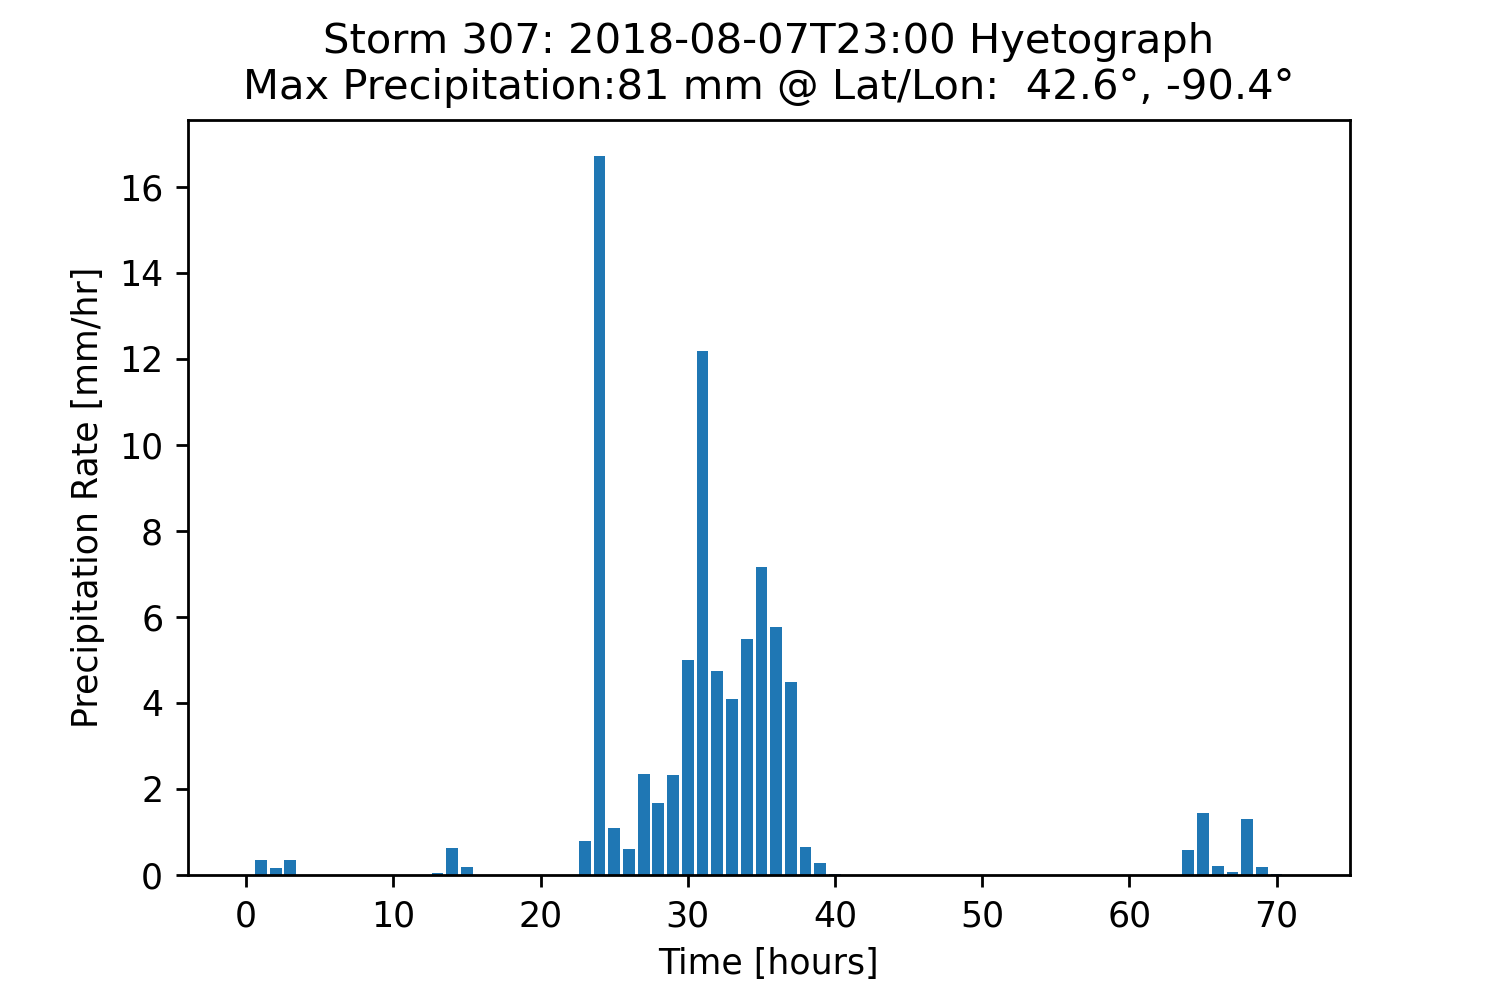 Storm 307: 2018-08-07T23:00 Hyetograph
Max Precipitation:81 mm @ Lat/Lon:  42.6°, -90.4°
Precipitation Rate [mm/hr]
16
14
12
10
8
6
4
2
0
0 10 20 30 40 50 60 70
Time [hours]